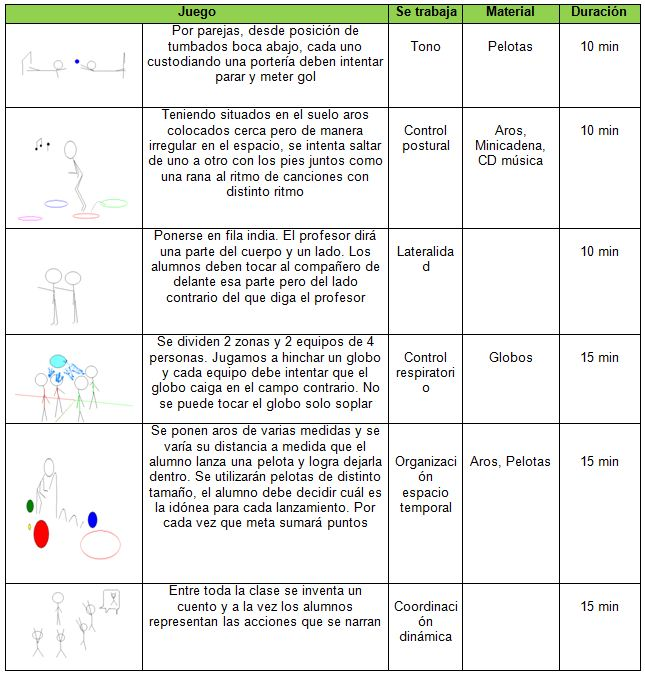 Juego Se trabaja Material Duración
Por parejas, desde posición de
tumbados boca abajo, cada uno
custodiando una portería deben intentar
parar y meter gol
Tono
Pelotas
10 min
Teniendo situados en el suelo aros
colocados cerca pero de manera
irregular en el espacio, se intenta saltar
de uno a otro con los pies juntos como
una rana al ritmo de canciones con
distinto ritmo
Control
postural
Aros,
Minicadena,
CD música
10 min
Ponerse en fila india. El profesor dirá
una parte del cuerpo y un lado. Los
alumnos deben tocar al compañero de
delante esa parte pero del lado
contrario del que diga el profesor
Lateralida
d
10 min
Se dividen 2 zonas y 2 equipos de 4
personas. Jugamos a hinchar un globo
y cada equipo debe intentar que el
globo caiga en el campo contrario. No
se puede tocar el globo solo soplar
Control
respiratori
o
Globos
15 min
Se ponen aros de varias medidas y se
varía su distancia a medida que el
alumno lanza una pelota y logra dejarla
dentro. Se utilizarán pelotas de distinto
tamaño, el alumno debe decidir cuál es
la idónea para cada lanzamiento. Por
cada vez que meta sumará puntos
Organizaci
ón
espacio
temporal
Aros, Pelotas
15 min
Entre toda la clase se inventa un
cuento y a la vez los alumnos
representan las acciones que se narran
Coordinaci
ón
dinámica
15 min